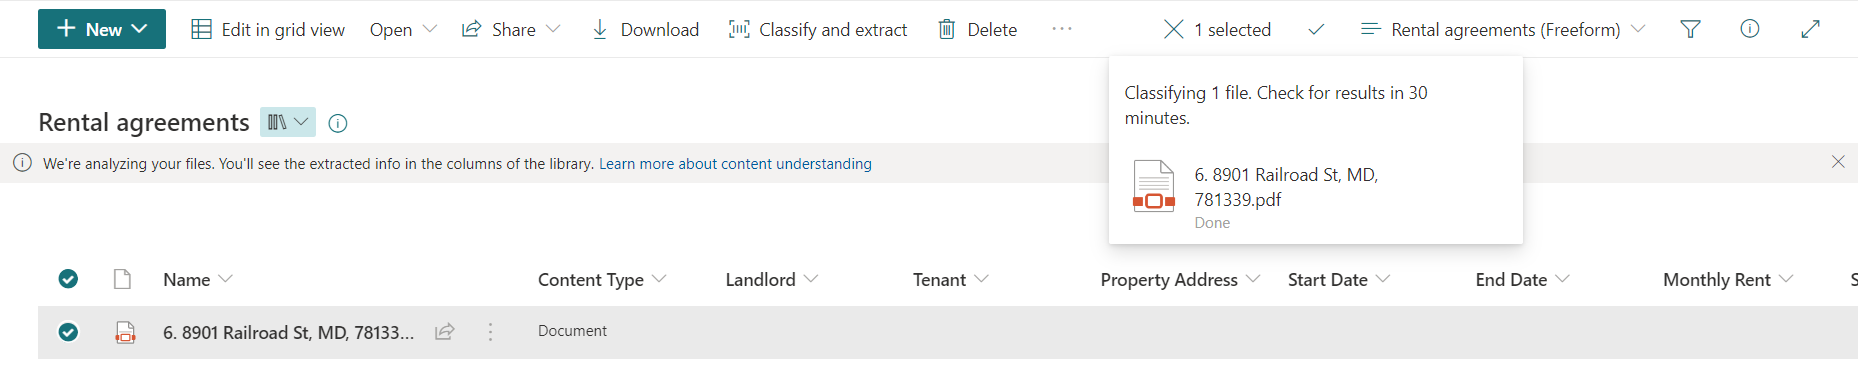 New Edit in grid view Open Share Download Classify and extract Delete ... 1 selected Rental agreements (Freeform)
Classifying 1 file. Check for results in 30
minutes.
Rental agreements
We're analyzing your files. You'll see the extracted info in the columns of the library. Learn more about content understanding
6. 8901 Railroad St, MD,
781339.pdf
Done
Name Content Type Landlord Tenant Property Address Start Date End Date Monthly Rent S
6. 8901 Railroad St, MD, 78133... Document